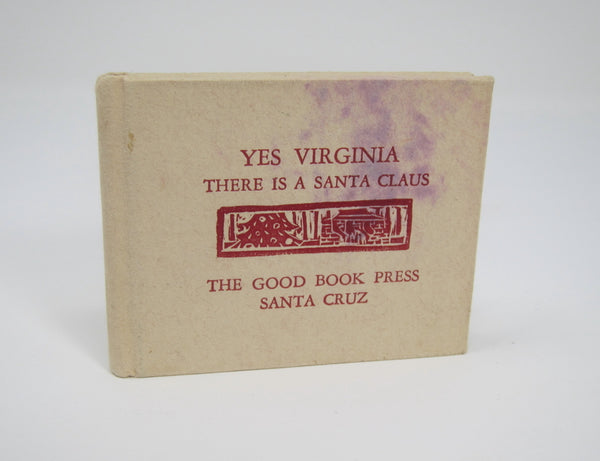 YES VIRGINIA
THERE IS A SANTA CLAUS
THE GOOD BOOK PRESS
SANTA CRUZ